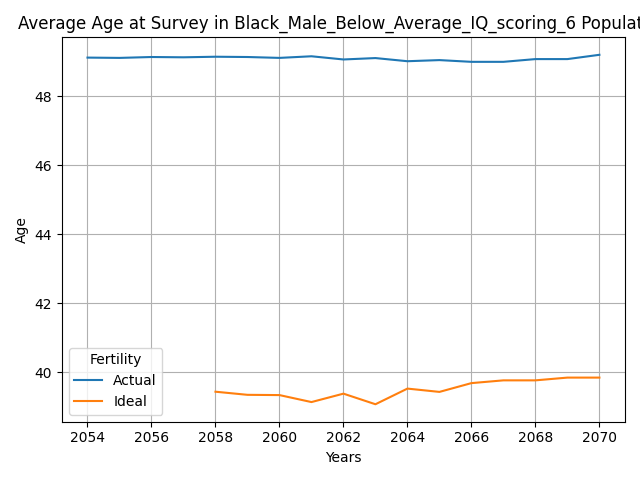 Average Age at Survey in Black_Male_Below_Average_IQ_scoring_6 Populat
Age
48
46
44
42
40
Fertility
Actual
Ideal
2054 2056 2058 2060 2062 2064 2066 2068 2070
Years